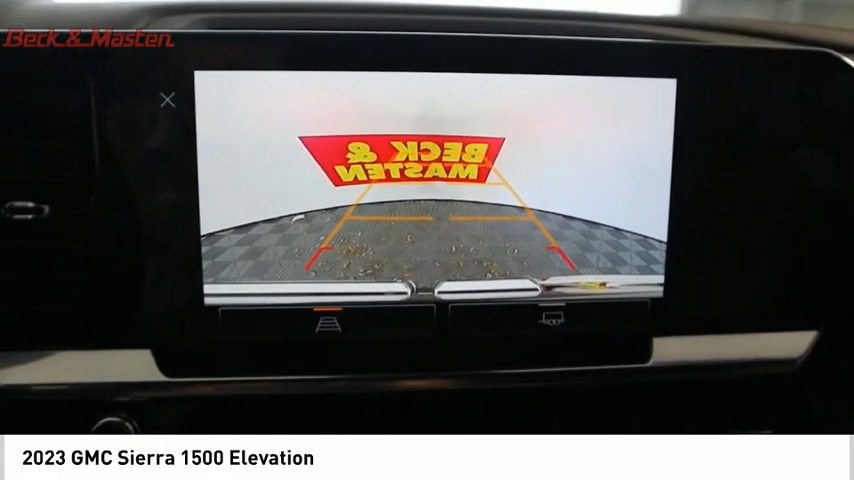 Beck & Masten
BECK &
MASTEN
2023 GMC Sierra 1500 Elevation